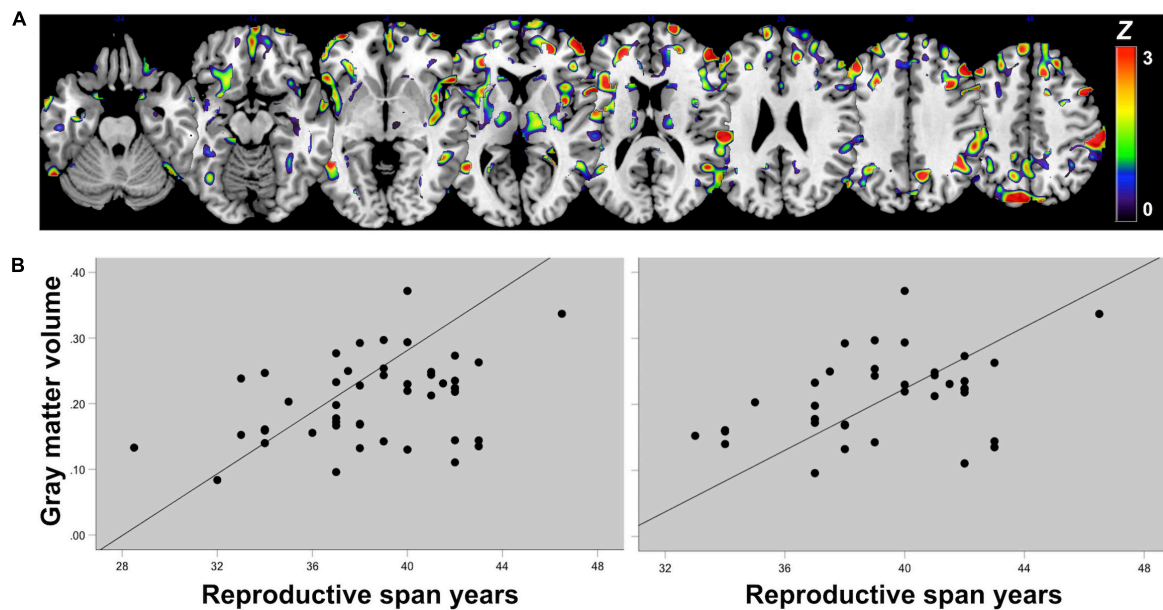 A
Z
3
0
B
Gray matter volume
.40
.30
.20
.10
.00
28 32 36 40 44 48
32 36 40 44 48
Reproductive span years
Reproductive span years